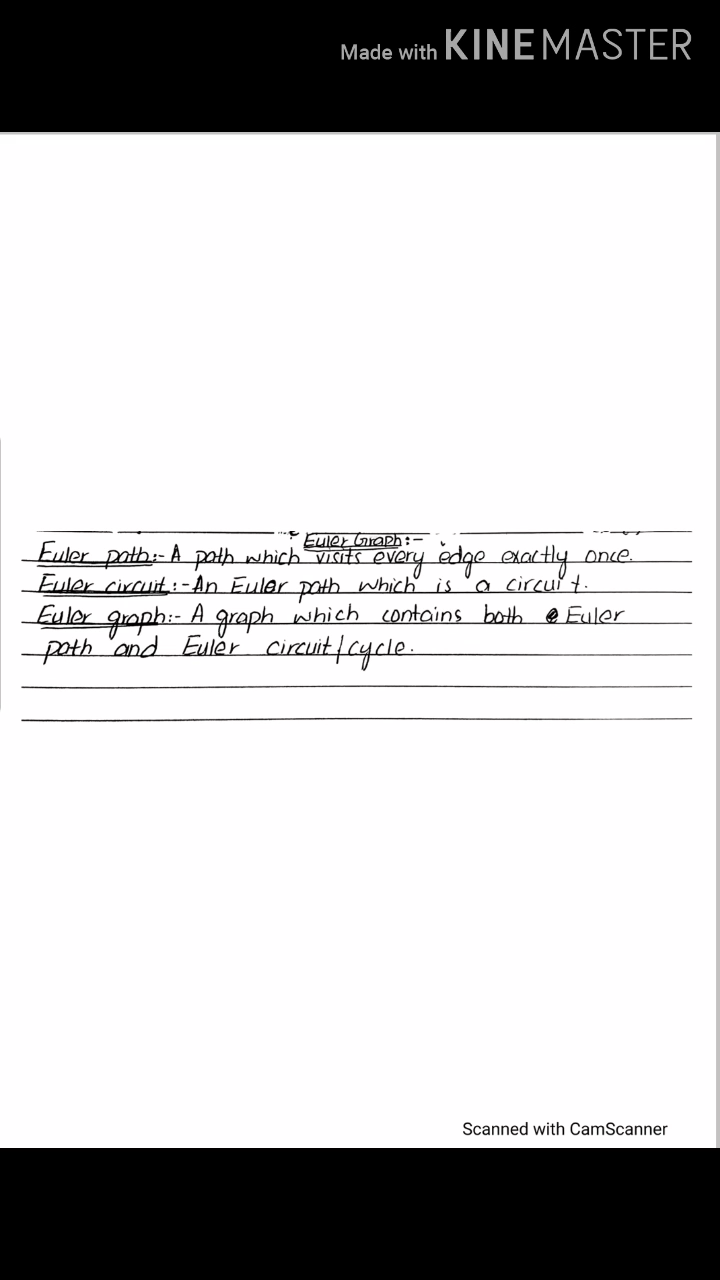 Made with KINEMASTER
Euler Graph:-
Euler path:- A path which visits every edge exactly once.
Euler circuit:- An Euler path which is a circuit.
Euler graph:- A graph which contains both Euler
path and Euler circuit/cycle.
Scanned with CamScanner